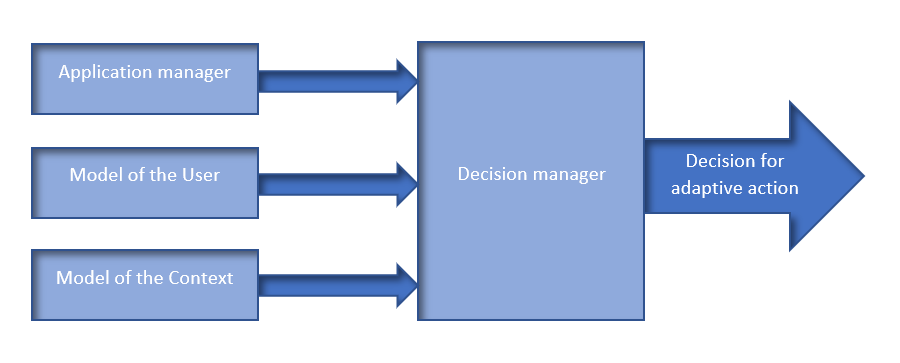 Application manager
Model of the User
Model of the Context
Decision manager
Decision for
adaptive action